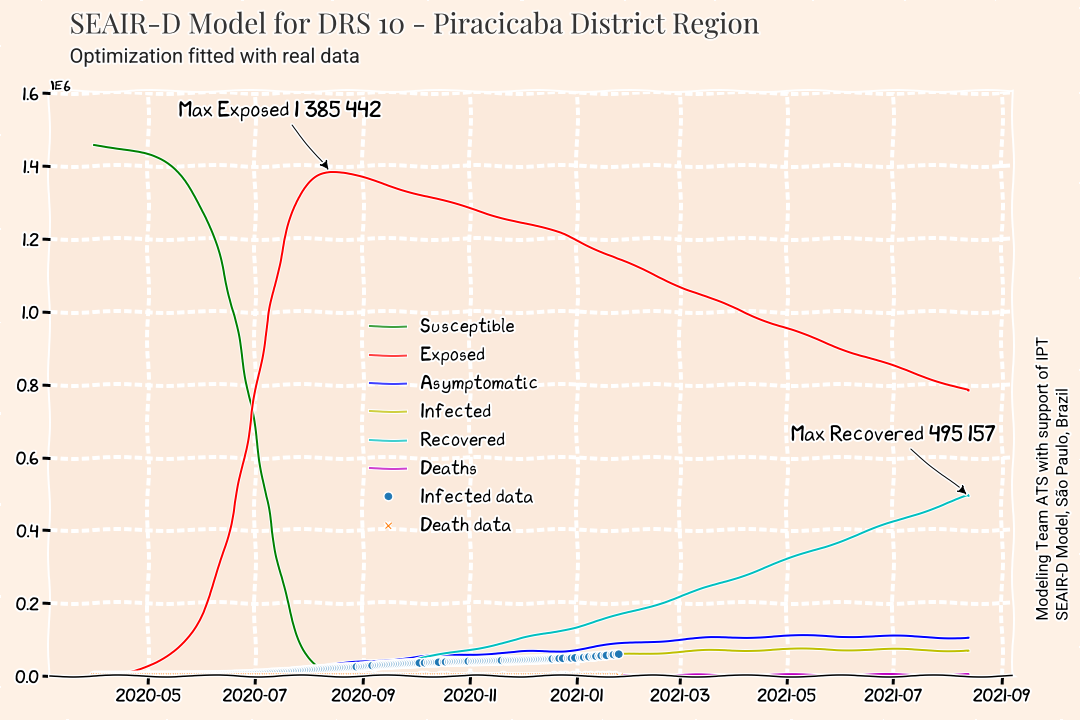 SEAIR-D Model for DRS 10 - Piracicaba District Region
Optimization fitted with real data
1E6
Max Exposed 1 385 442
1.6
1.4
1.2
1.0
0.8
0.6
0.4
0.2
0.0
Susceptible
Exposed
Asymptomatic
Infected
Recovered
Deaths
Infected data
Death data
Max Recovered 495 157
2020-05
2020-07
2020-09
2020-11
2021-01
2021-03
2021-05
2021-07
2021-09
Modeling Team ATS with support of IPT
SEAIR-D Model, São Paulo, Brazil